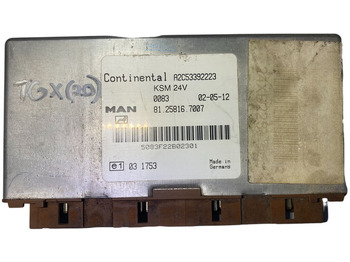 TGX(20)
Continental A2C53392223
KSM 24V
0083 02-05-12
MAN 81.25816.7007
5083F22B02301
e1 03 1753
Made in
Germany